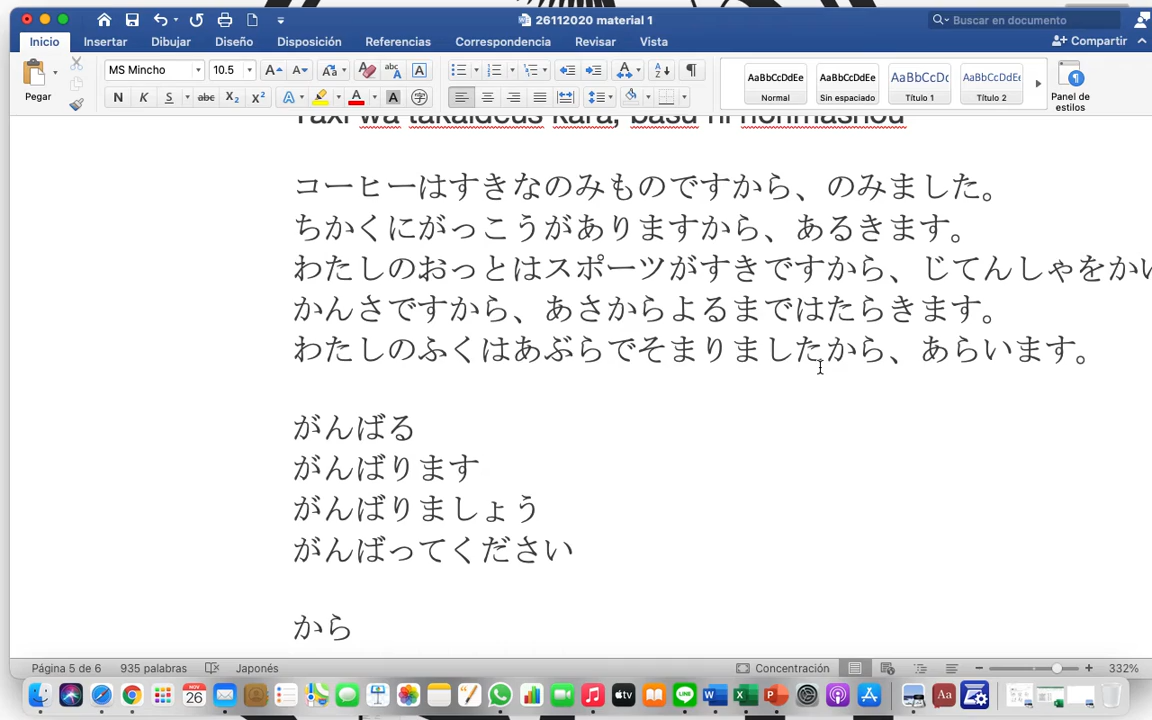 26112020 material 1
Buscar en documento
Inicio Insertar Dibujar Diseño Disposición Referencias Correspondencia Revisar Vista
Compartir
Pegar
MS Mincho 10.5
AaBbCcDdEe AaBbCcDdEe AaBbCcDc AaBbCcDdEe
Normal Sin espaciado Título 1 Título 2
Panel de estilos
Taxi wa takaidesu kara, basu ni
コーヒーはすきなのみものですから、のみました。
ちかくにがっこうがありますから、あるきます。
わたしのおっとはスポーツがすきですから、じてんしゃをかい
かんさですから、あさからよるまではたらきます。
わたしのふくはあぶらでそまりましたから、あらいます。
がんばる
がんばります
がんばりましょう
がんばってください
から
Página 5 de 6 935 palabras Japonés Concentración 332%
NOV 26